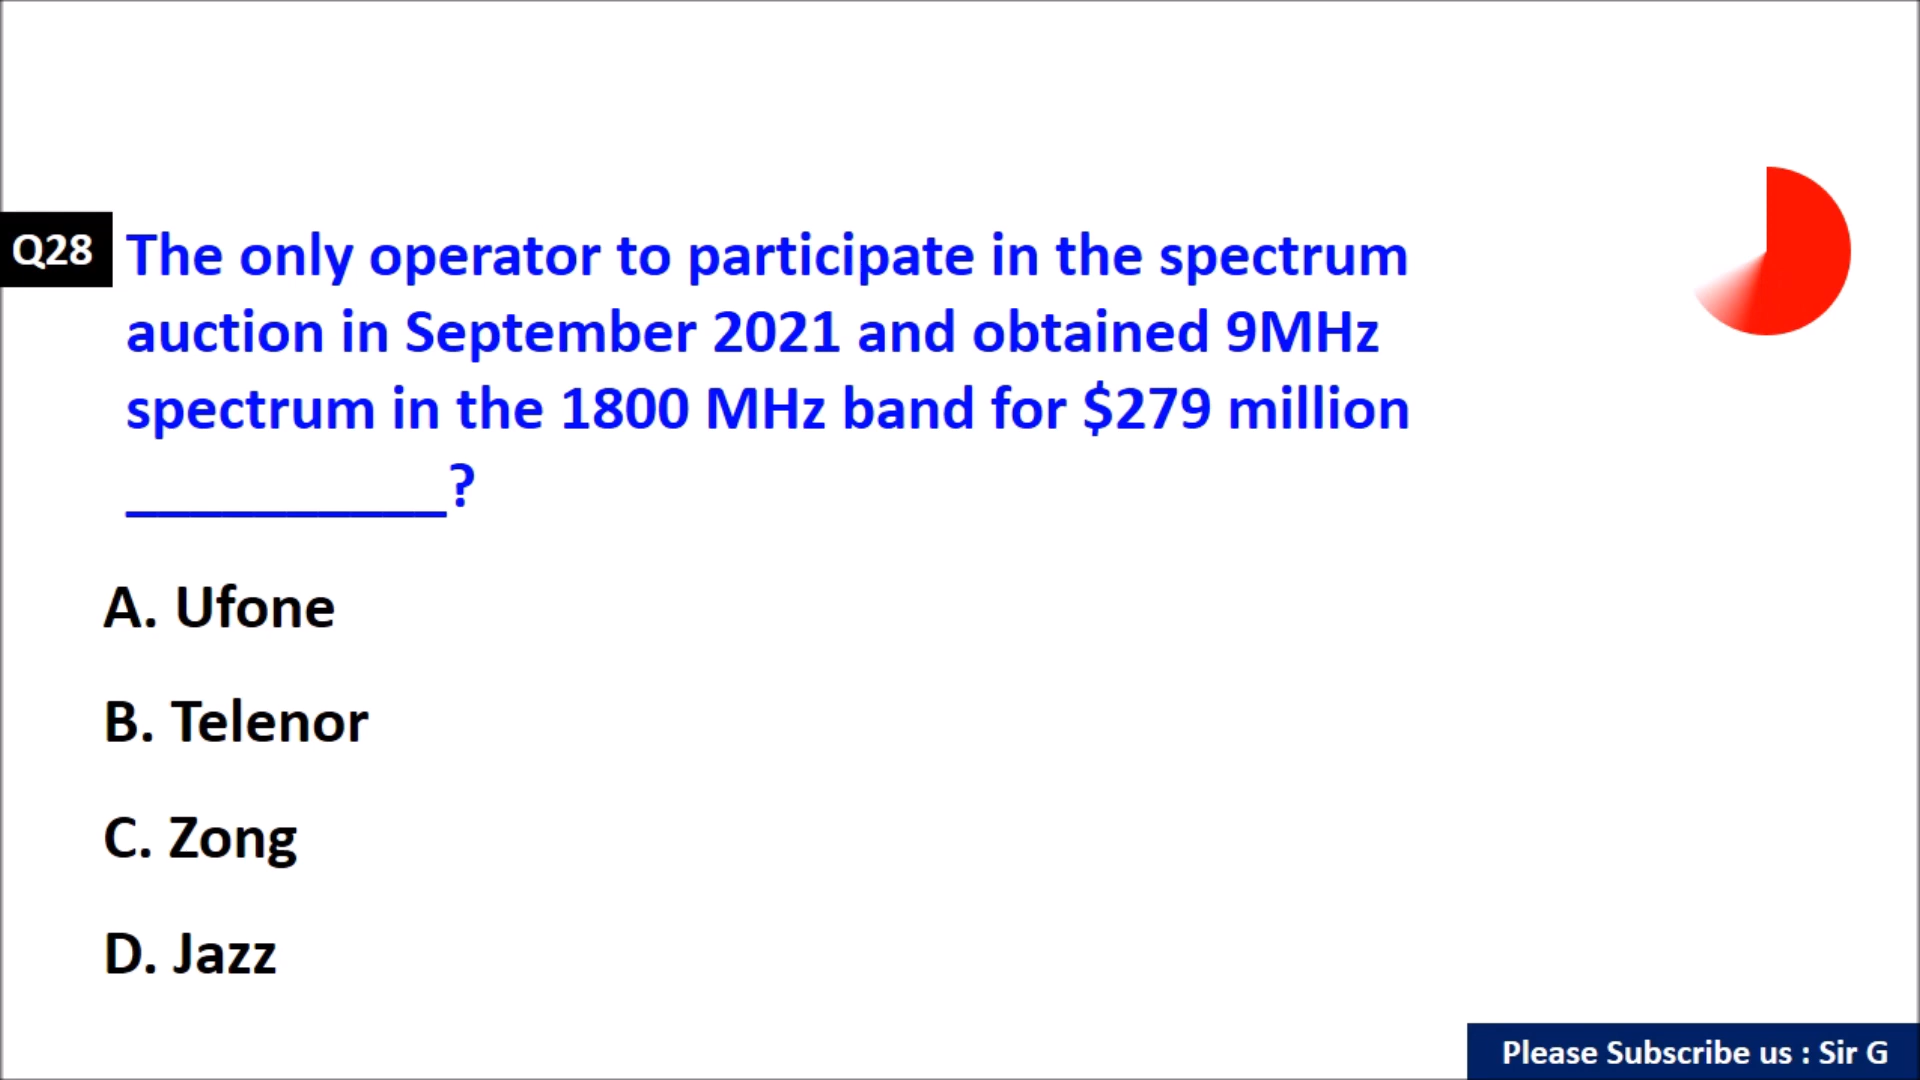 Q28
The only operator to participate in the spectrum
auction in September 2021 and obtained 9MHz
spectrum in the 1800 MHz band for $279 million
__________?
A. Ufone
B. Telenor
C. Zong
D. Jazz
Please Subscribe us : Sir G